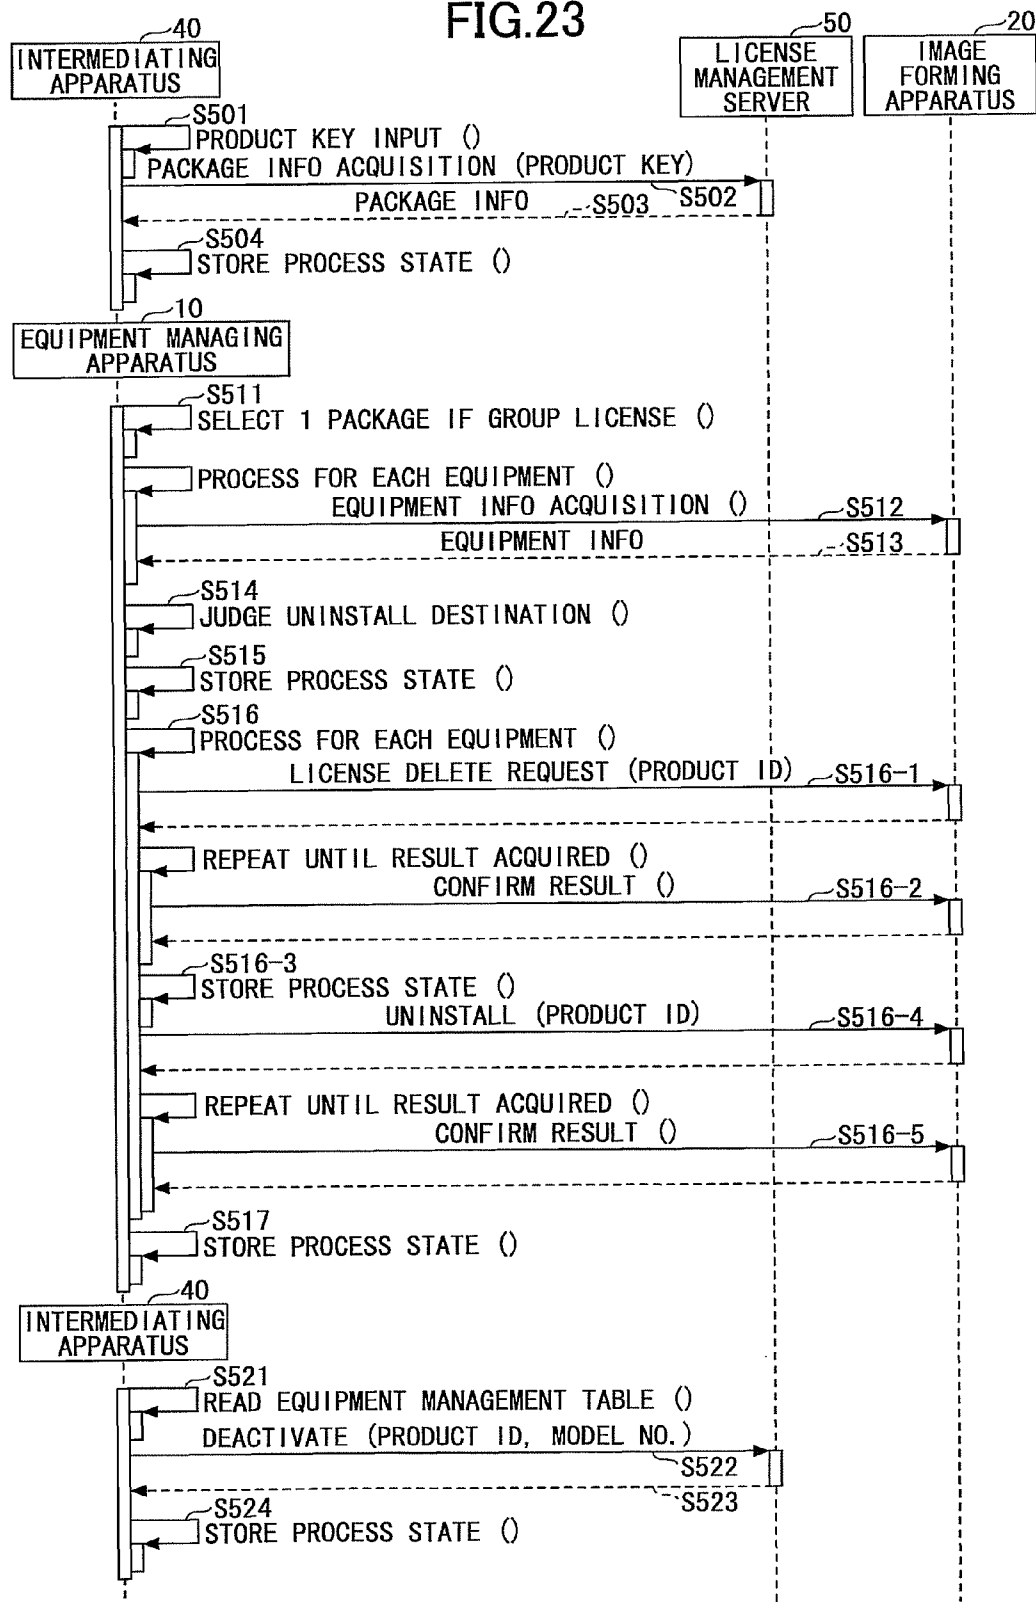 FIG.23
40
INTERMEDIATING
APPARATUS
50
LICENSE
MANAGEMENT
SERVER
20
IMAGE
FORMING
APPARATUS
S501
PRODUCT KEY INPUT ()
PACKAGE INFO ACQUISITION (PRODUCT KEY)
S502
PACKAGE INFO
S503
S504
STORE PROCESS STATE ()
10
EQUIPMENT MANAGING
APPARATUS
S511
SELECT 1 PACKAGE IF GROUP LICENSE ()
PROCESS FOR EACH EQUIPMENT ()
EQUIPMENT INFO ACQUISITION ()
S512
EQUIPMENT INFO
S513
S514
JUDGE UNINSTALL DESTINATION ()
S515
STORE PROCESS STATE ()
S516
PROCESS FOR EACH EQUIPMENT ()
LICENSE DELETE REQUEST (PRODUCT ID)
S516-1
REPEAT UNTIL RESULT ACQUIRED ()
CONFIRM RESULT ()
S516-2
S516-3
STORE PROCESS STATE ()
UNINSTALL (PRODUCT ID)
S516-4
REPEAT UNTIL RESULT ACQUIRED ()
CONFIRM RESULT ()
S516-5
S517
STORE PROCESS STATE ()
40
INTERMEDIATING
APPARATUS
S521
READ EQUIPMENT MANAGEMENT TABLE ()
DEACTIVATE (PRODUCT ID, MODEL NO.)
S522
S523
S524
STORE PROCESS STATE ()